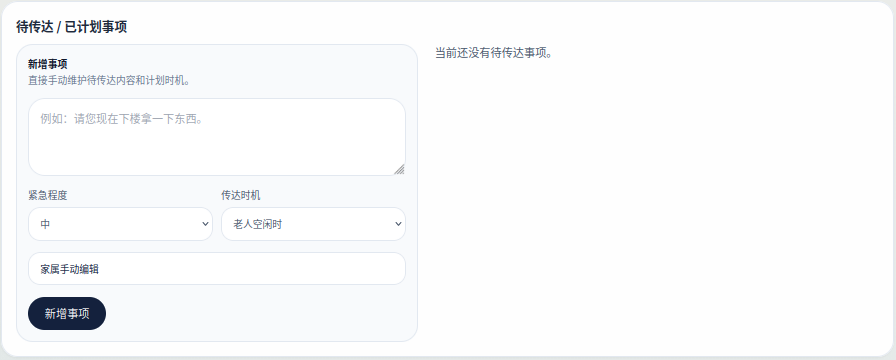 待传达 / 已计划事项
新增事项
直接手动维护待传达内容和计划时机。
例如：请您现在下楼拿一下东西。
紧急程度
传达时机
中
老人空闲时
家属手动编辑
新增事项
当前还没有待传达事项。